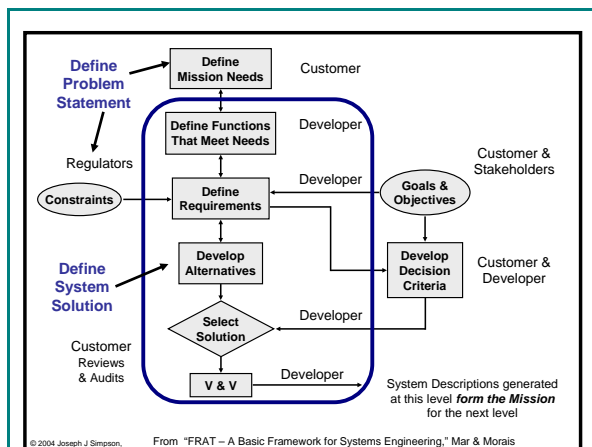 Define
Problem
Statement
Define
Mission Needs
Customer
Define Functions
That Meet Needs
Developer
Regulators
Constraints
Define
Requirements
Developer
Customer &
Stakeholders
Goals &
Objectives
Define
System
Solution
Develop
Alternatives
Develop
Decision
Criteria
Customer &
Developer
Select
Solution
Developer
Customer
Reviews
& Audits
V & V
Developer
System Descriptions generated
at this level form the Mission
for the next level
© 2004 Joseph J Simpson,
From "FRAT – A Basic Framework for Systems Engineering," Mar & Morais